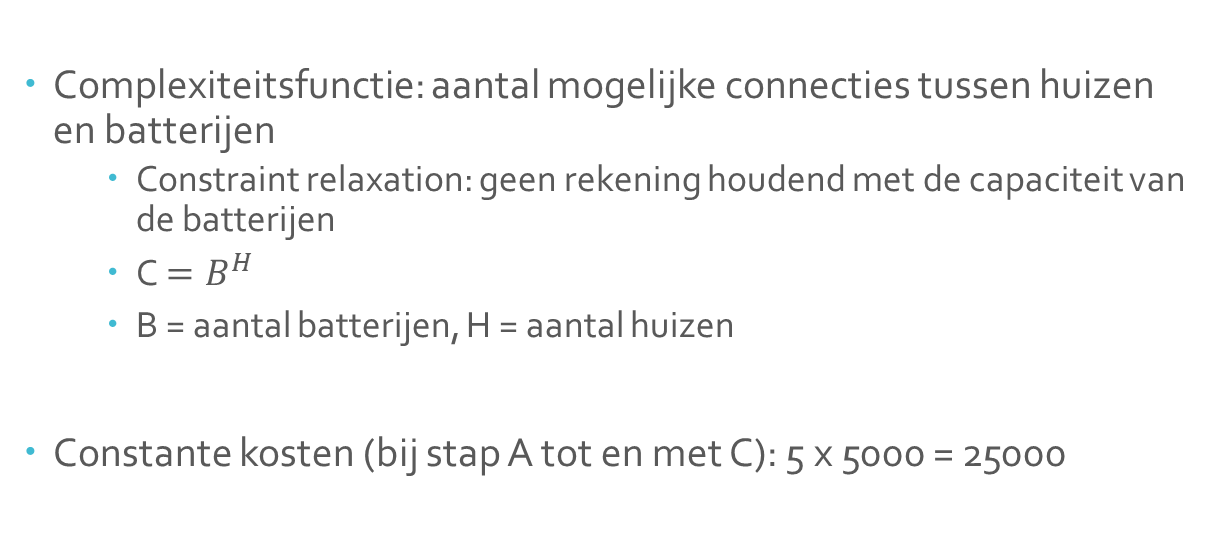 • Complexiteitsfunctie: aantal mogelijke connecties tussen huizen
en batterijen
• Constraint relaxation: geen rekening houdend met de capaciteit van
de batterijen
• C = B^H
• B = aantal batterijen, H = aantal huizen
• Constante kosten (bij stap A tot en met C): 5 x 5000 = 25000